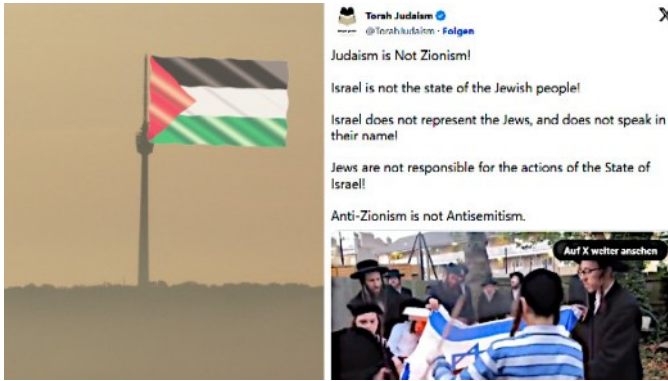 Torah Judaism
@TorahJudaism · Folgen
Judaism is Not Zionism!
Israel is not the state of the Jewish people!
Israel does not represent the Jews, and does not speak in
their name!
Jews are not responsible for the actions of the State of
Israel!
Anti-Zionism is not Antisemitism.
Auf X weiter ansehen